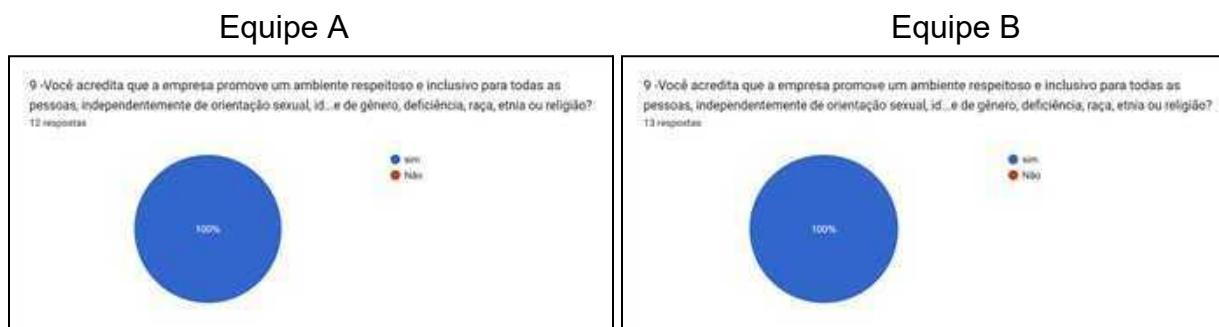 Equipe A
Equipe B
9 -Você acredita que a empresa promove um ambiente respeitoso e inclusivo para todas as
pessoas, independentemente de orientação sexual, id...e de gênero, deficiência, raça, etnia ou religião?
12 respostas
sim
Não
100%
9 -Você acredita que a empresa promove um ambiente respeitoso e inclusivo para todas as
pessoas, independentemente de orientação sexual, id...e de gênero, deficiência, raça, etnia ou religião?
13 respostas
sim
Não
100%